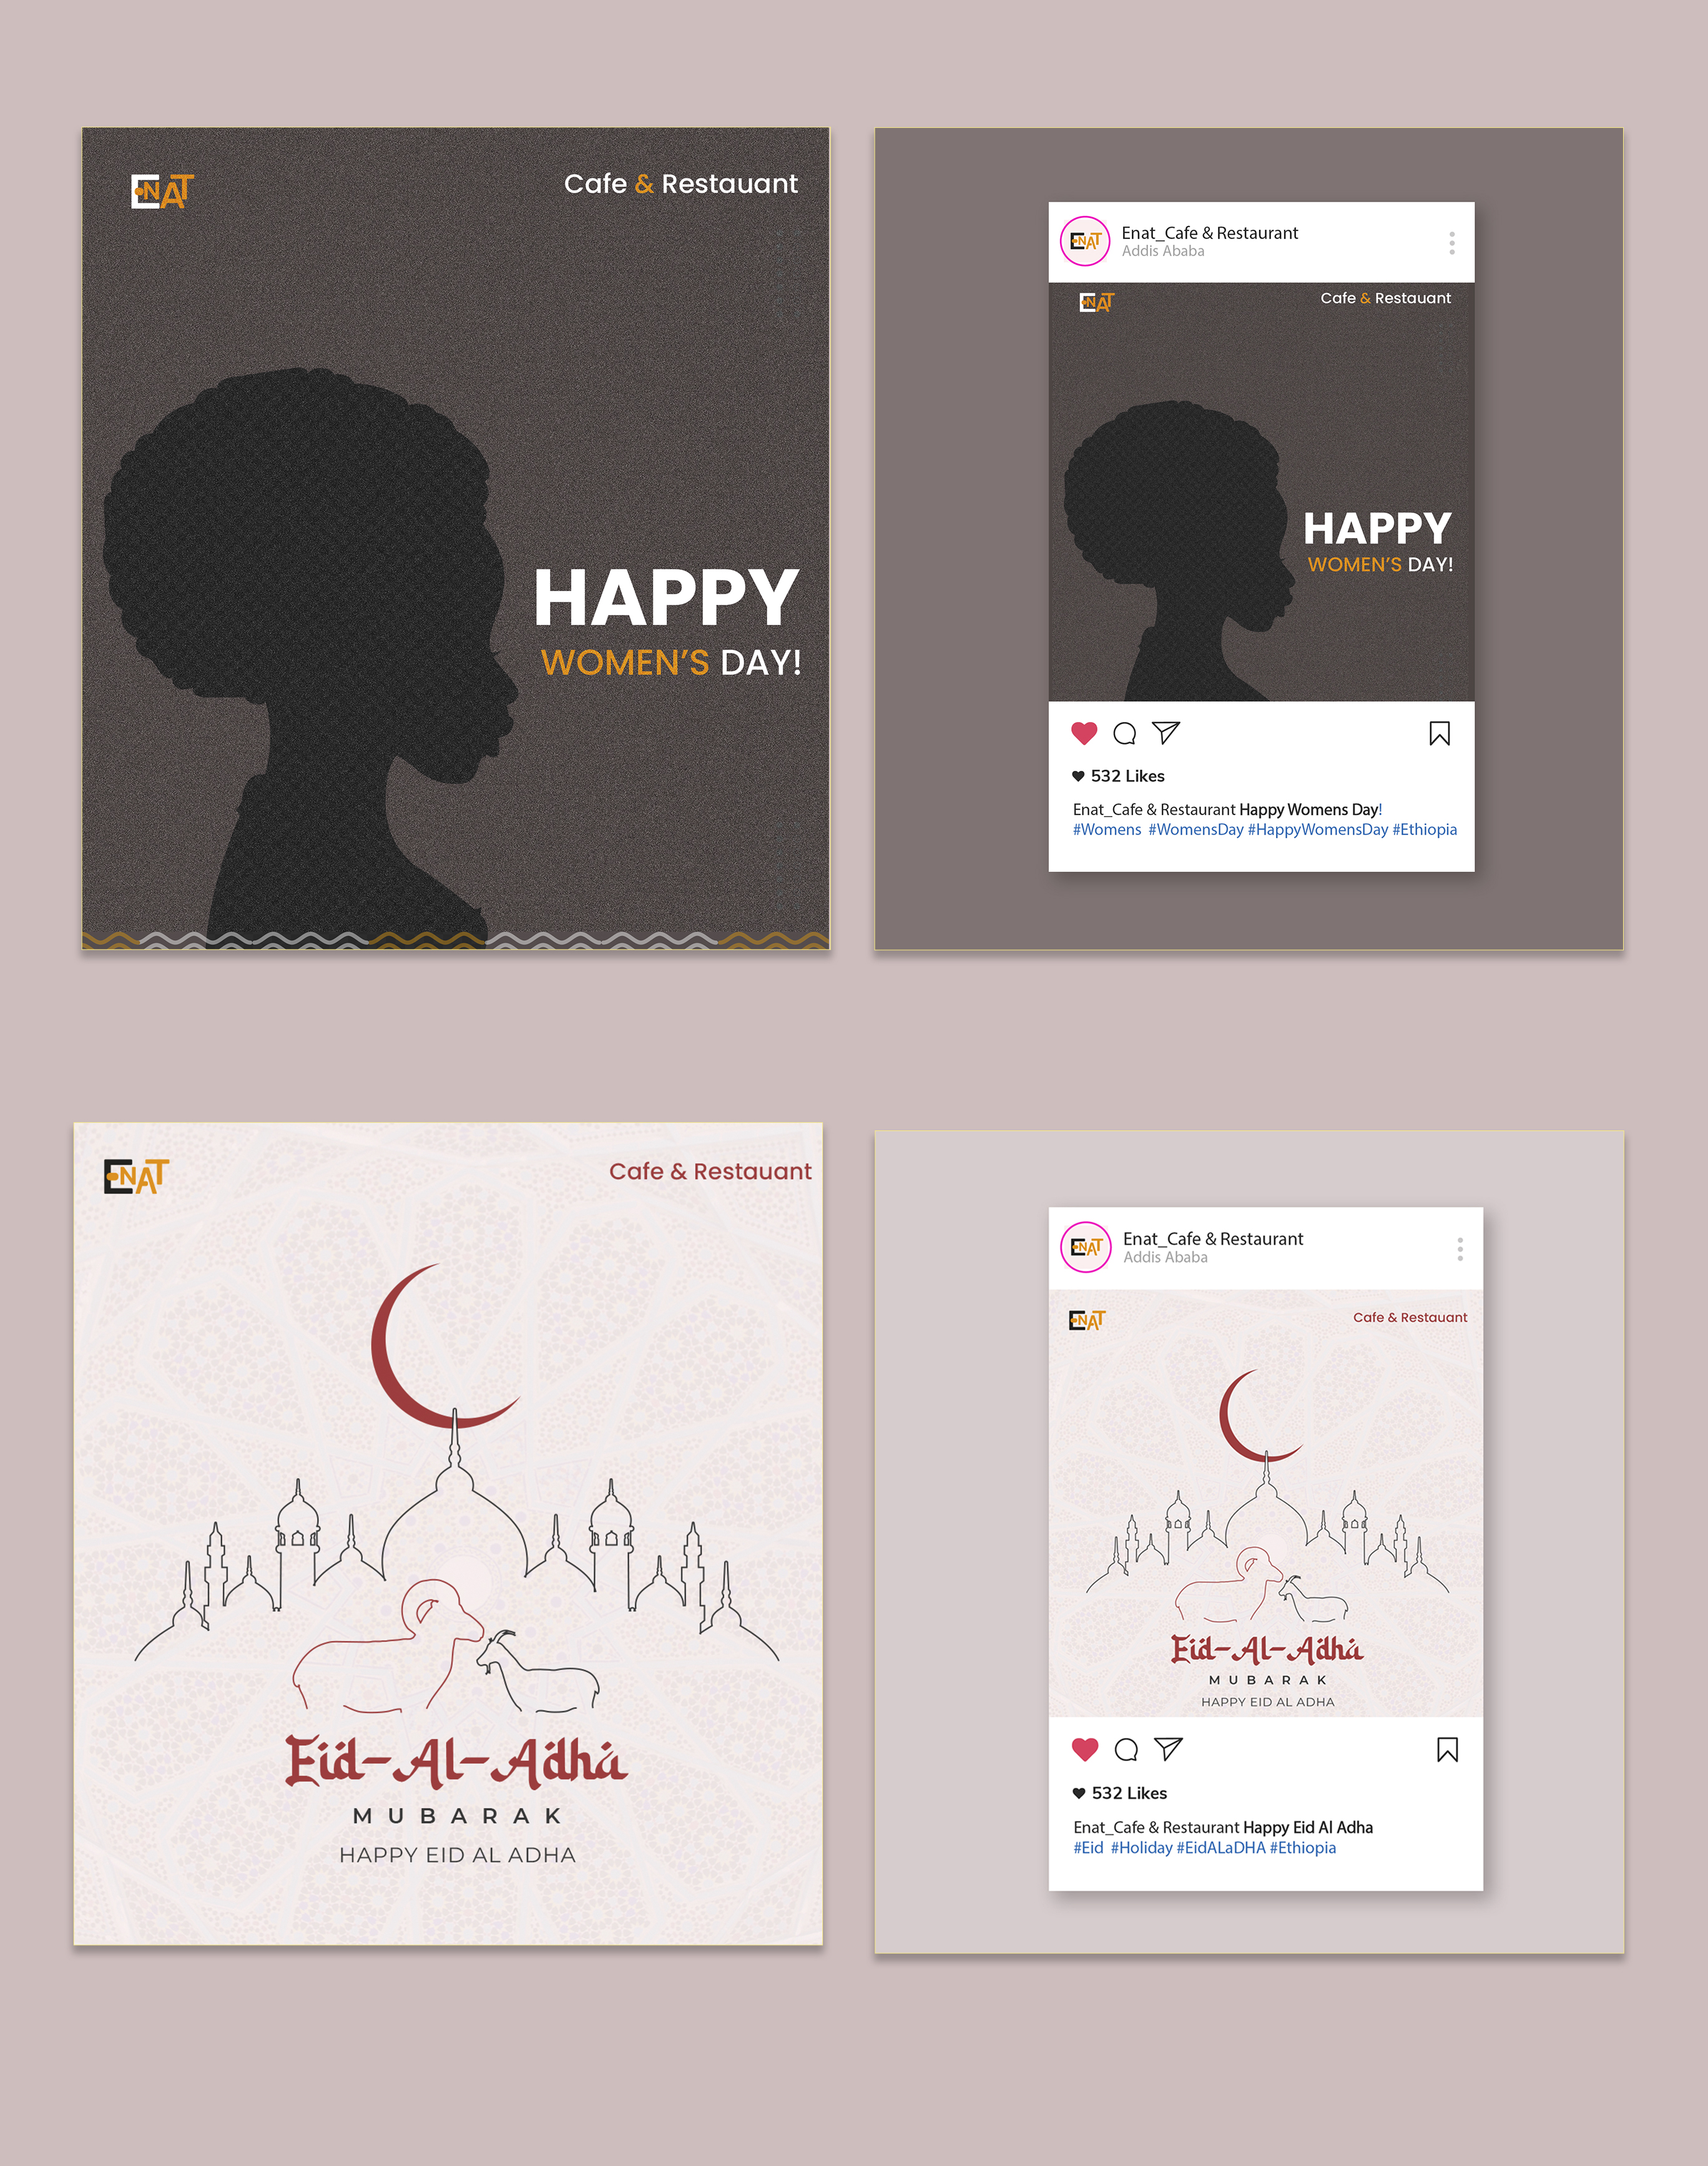 ENAT
Cafe & Restauant
HAPPY
WOMEN'S DAY!
ENAT
Enat_Cafe & Restaurant
Addis Ababa
ENAT
Cafe & Restauant
HAPPY
WOMEN'S DAY!
532 Likes
Enat_Cafe & Restaurant Happy Womens Day!
#Womens #WomensDay #HappyWomensDay #Ethiopia
ENAT
Cafe & Restauant
Eid-Al-Adha
MUBARAK
HAPPY EID AL ADHA
ENAT
Enat_Cafe & Restaurant
Addis Ababa
ENAT
Cafe & Restauant
Eid-Al-Adha
MUBARAK
HAPPY EID AL ADHA
532 Likes
Enat_Cafe & Restaurant Happy Eid Al Adha
#Eid #Holiday #EidALaDHA #Ethiopia